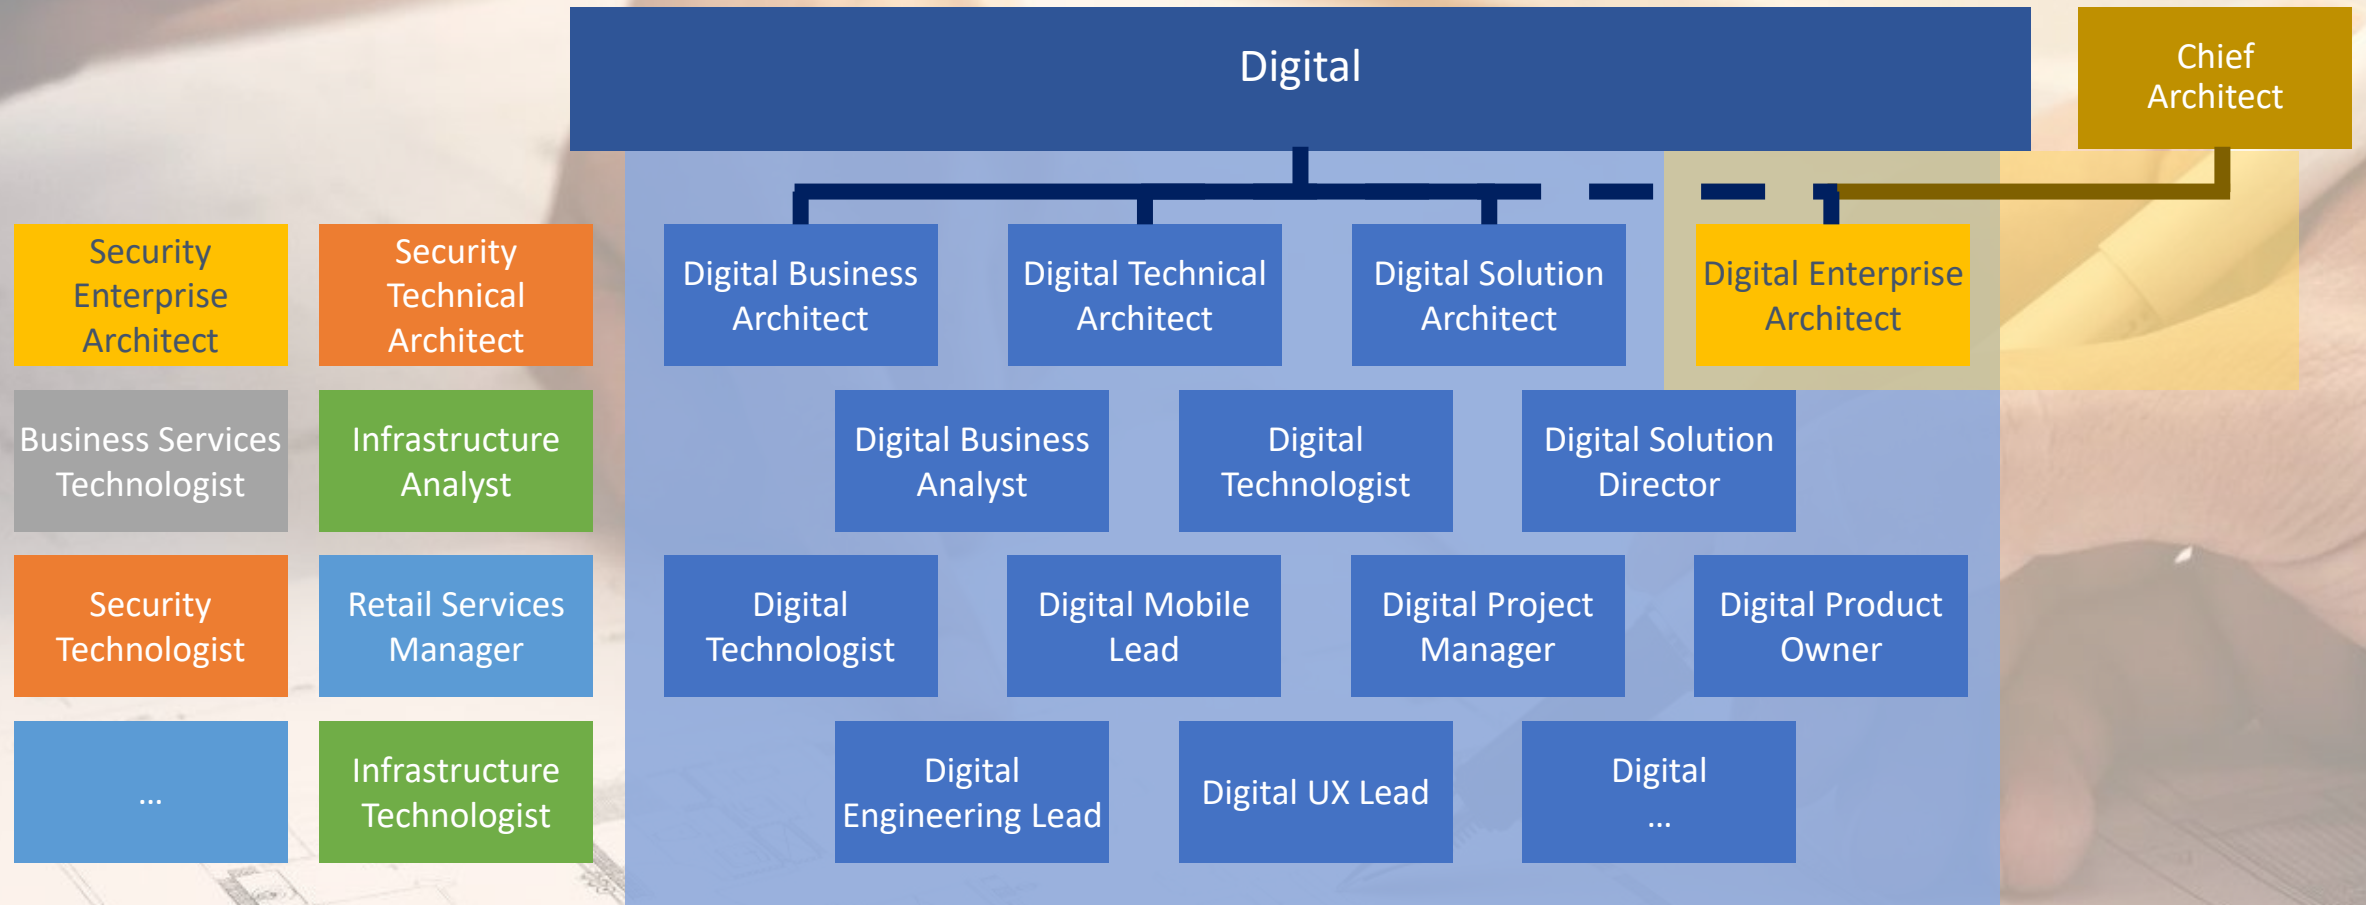 Digital
Chief
Architect
Security
Enterprise
Architect
Security
Technical
Architect
Digital Business
Architect
Digital Technical
Architect
Digital Solution
Architect
Digital Enterprise
Architect
Business Services
Technologist
Infrastructure
Analyst
Digital Business
Analyst
Digital
Technologist
Digital Solution
Director
Security
Technologist
Retail Services
Manager
Digital
Technologist
Digital Mobile
Lead
Digital Project
Manager
Digital Product
Owner
...
Infrastructure
Technologist
Digital
Engineering Lead
Digital UX Lead
Digital
...